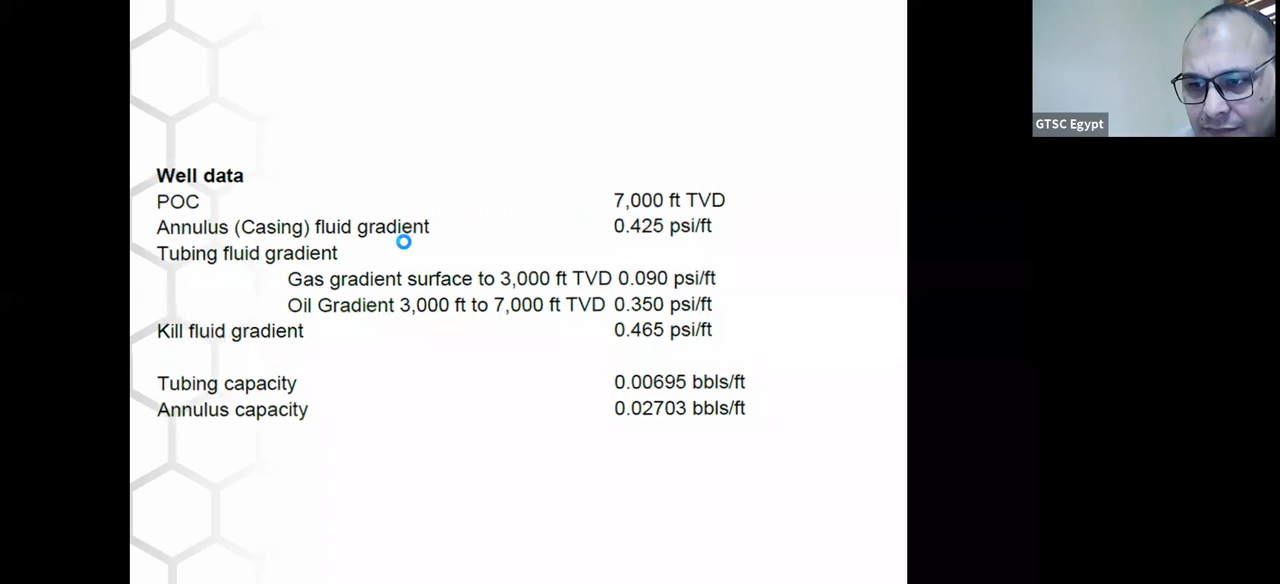 GTSC Egypt
Well data
POC 7,000 ft TVD
Annulus (Casing) fluid gradient 0.425 psi/ft
Tubing fluid gradient
Gas gradient surface to 3,000 ft TVD 0.090 psi/ft
Oil Gradient 3,000 ft to 7,000 ft TVD 0.350 psi/ft
Kill fluid gradient 0.465 psi/ft
Tubing capacity 0.00695 bbls/ft
Annulus capacity 0.02703 bbls/ft